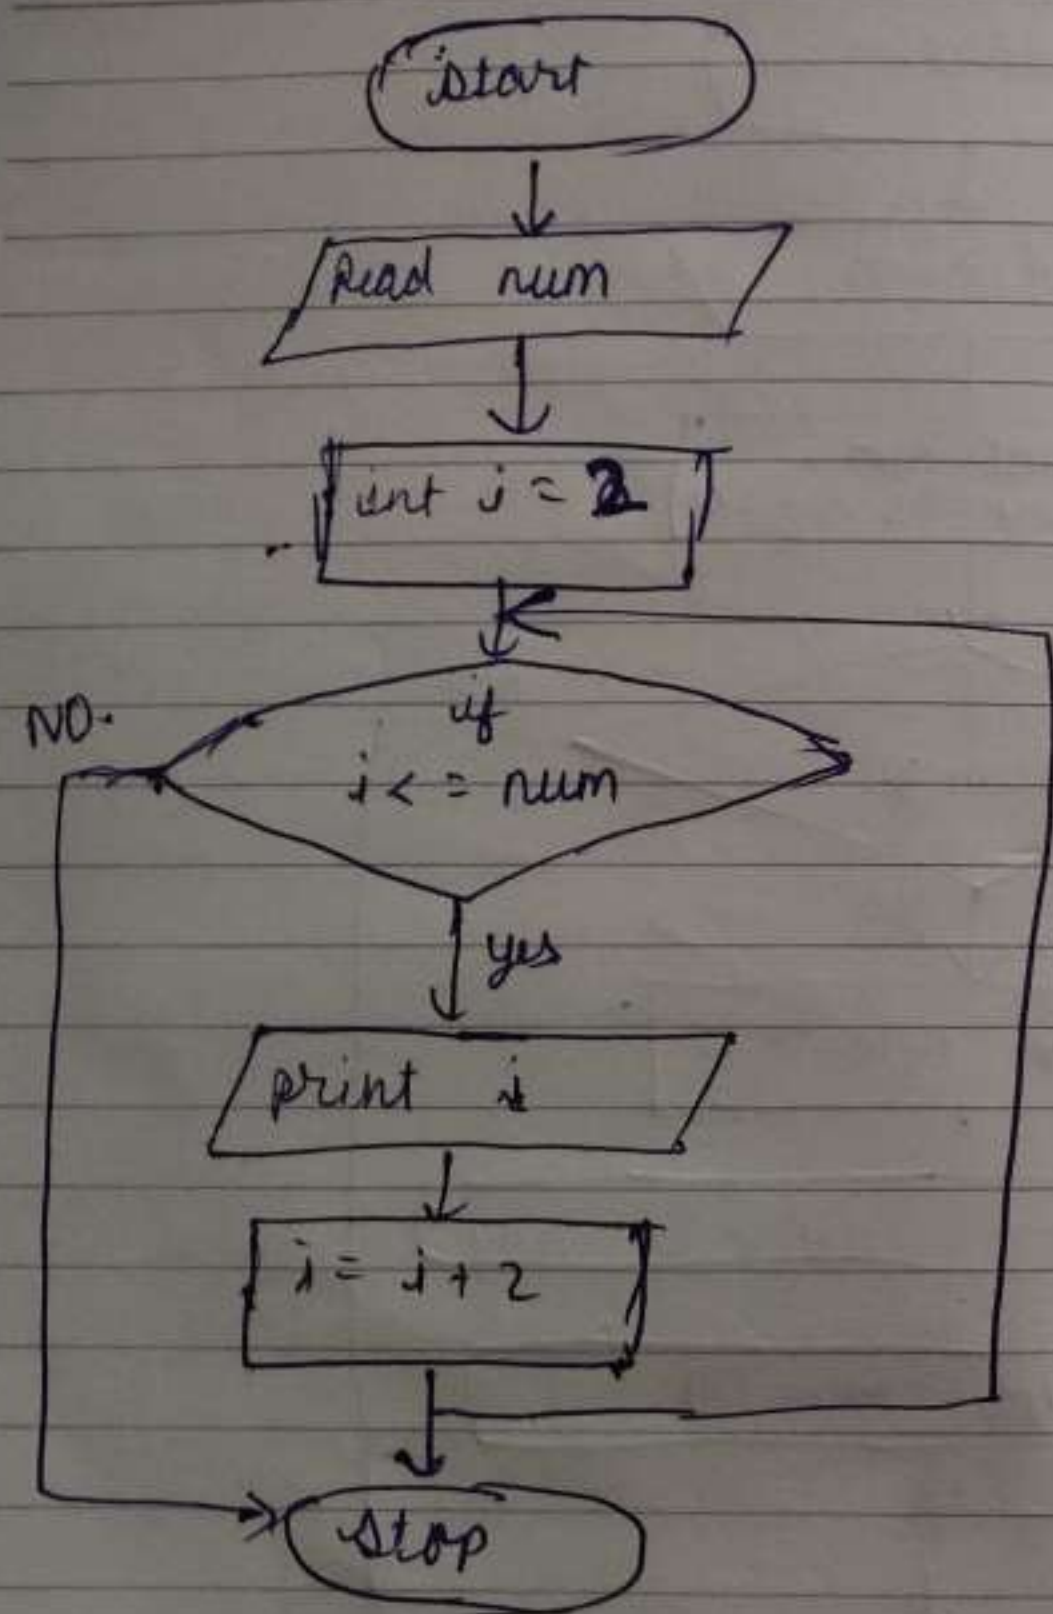 start
Read num
int i = 2
if
NO.
i < = num
yes
print i
i = i + 2
stop